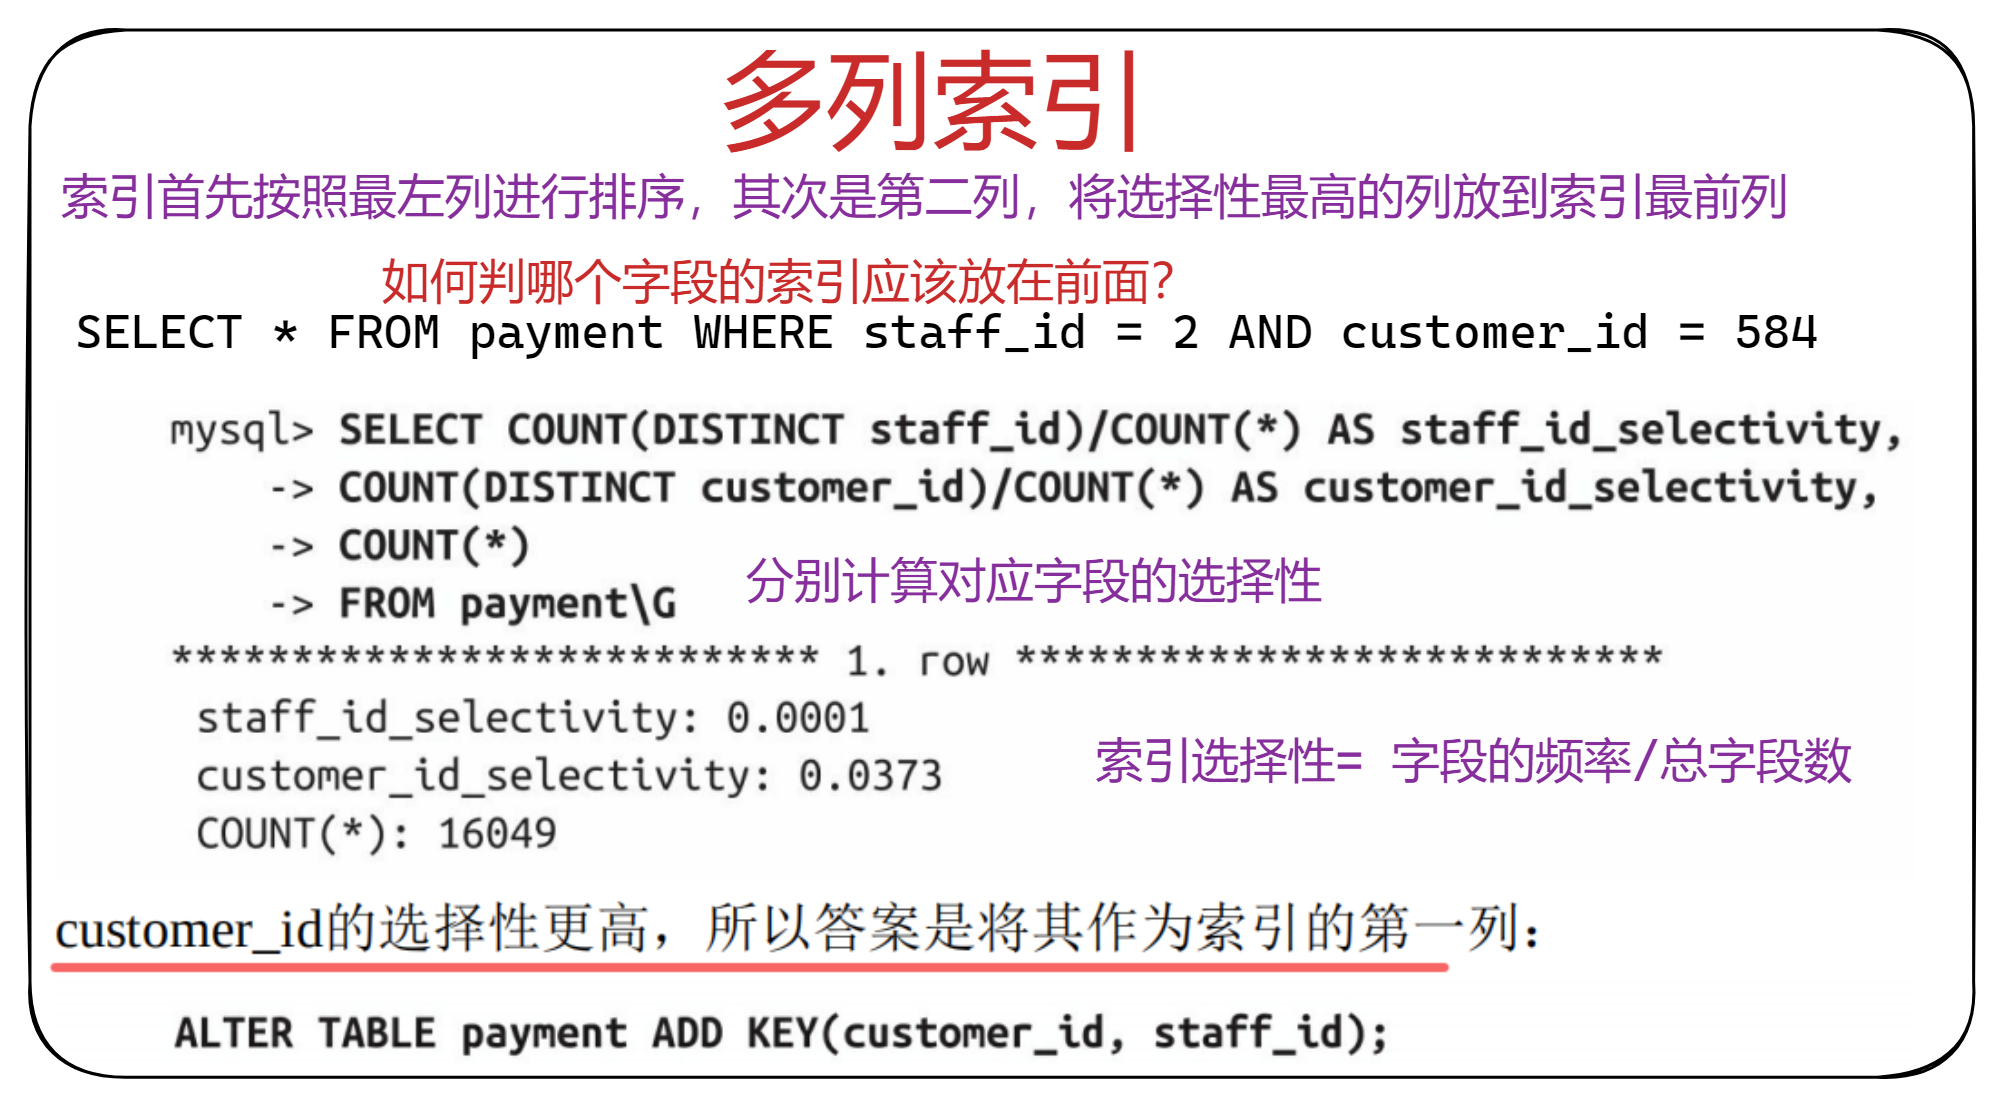 多列索引
索引首先按照最左列进行排序，其次是第二列，将选择性最高的列放到索引最前列
如何判哪个字段的索引应该放在前面？
SELECT * FROM payment WHERE staff_id = 2 AND customer_id = 584
mysql> SELECT COUNT(DISTINCT staff_id)/COUNT(*) AS staff_id_selectivity,
-> COUNT(DISTINCT customer_id)/COUNT(*) AS customer_id_selectivity,
-> COUNT(*)
-> FROM payment\G
分别计算对应字段的选择性
*************************** 1. row ***************************
staff_id_selectivity: 0.0001
customer_id_selectivity: 0.0373
索引选择性= 字段的频率/总字段数
COUNT(*): 16049
customer_id的选择性更高，所以答案是将其作为索引的第一列：
ALTER TABLE payment ADD KEY(customer_id, staff_id);